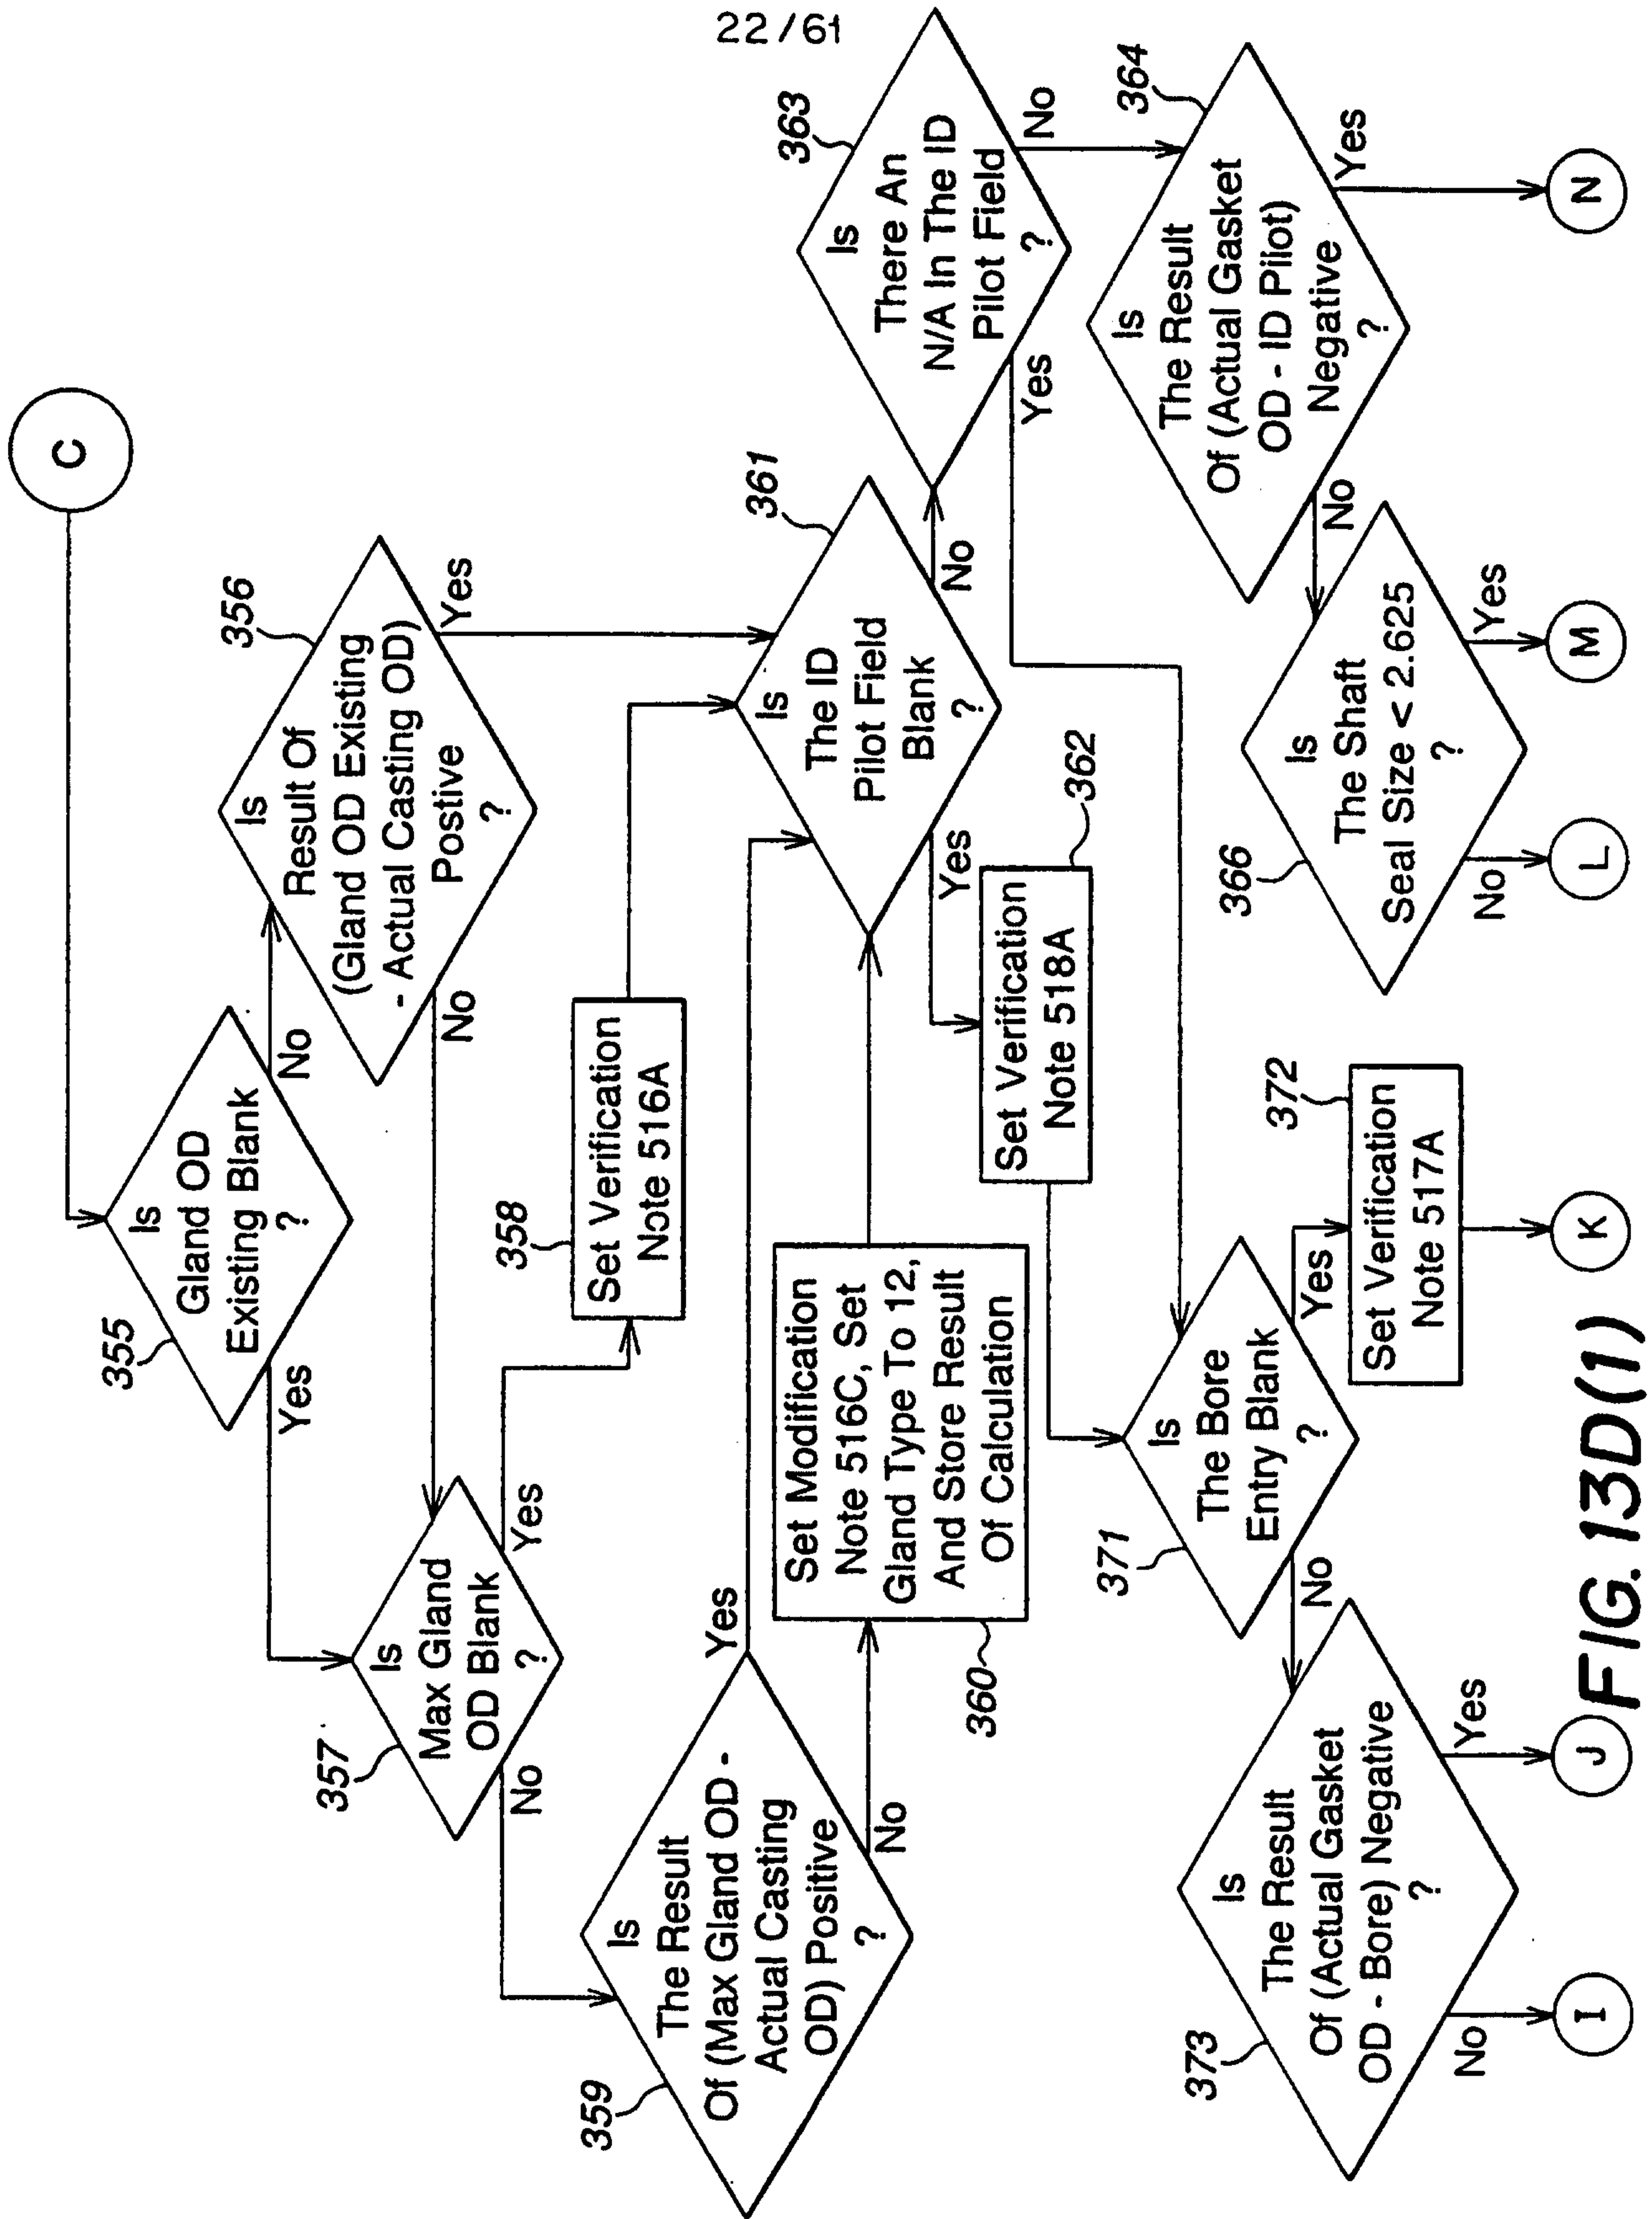 22/61
C
355
Is
Gland OD
Existing Blank
?
Yes
No
356
Is
Result Of
(Gland OD Existing
- Actual Casting OD)
Postive
?
No
Yes
357
Is
Max Gland
OD Blank
?
No
Yes
358
Set Verification
Note 516A
359
Is
The Result
Of (Max Gland OD -
Actual Casting
OD) Positive
?
Yes
No
360
Set Modification
Note 516C, Set
Gland Type To 12,
And Store Result
Of Calculation
361
Is
The ID
Pilot Field
Blank
?
Yes
No
362
Set Verification
Note 518A
363
Is
There An
N/A In The ID
Pilot Field
?
Yes
No
364
Is
The Result
Of (Actual Gasket
OD - ID Pilot)
Negative
?
No
Yes
366
Is
The Shaft
Seal Size < 2.625
?
No
Yes
371
Is
The Bore
Entry Blank
?
No
Yes
372
Set Verification
Note 517A
373
Is
The Result
Of (Actual Gasket
OD - Bore) Negative
?
No
Yes
I
J
K
L
M
N
FIG. 13D(1)